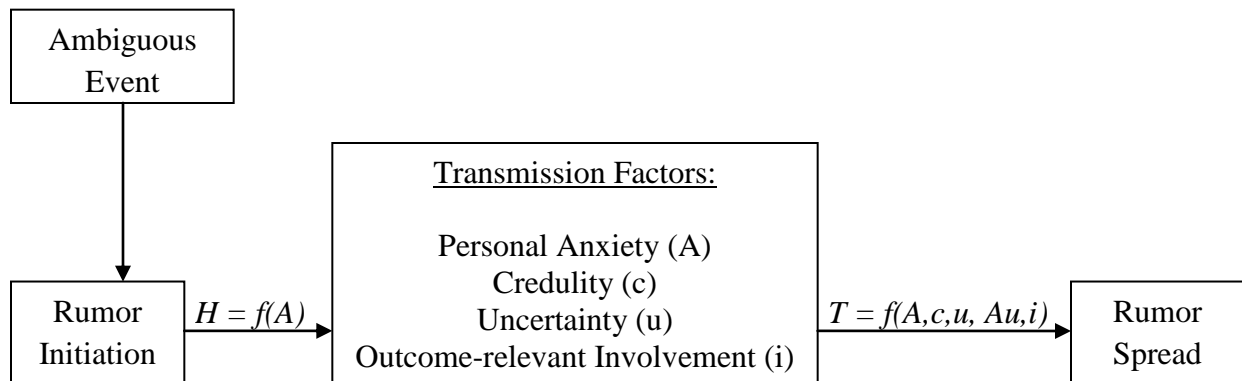 Ambiguous
Event
Transmission Factors:
Personal Anxiety (A)
Credulity (c)
Uncertainty (u)
Outcome-relevant Involvement (i)
Rumor
Initiation
H = f(A)
T = f(A,c,u, Au,i)
Rumor
Spread